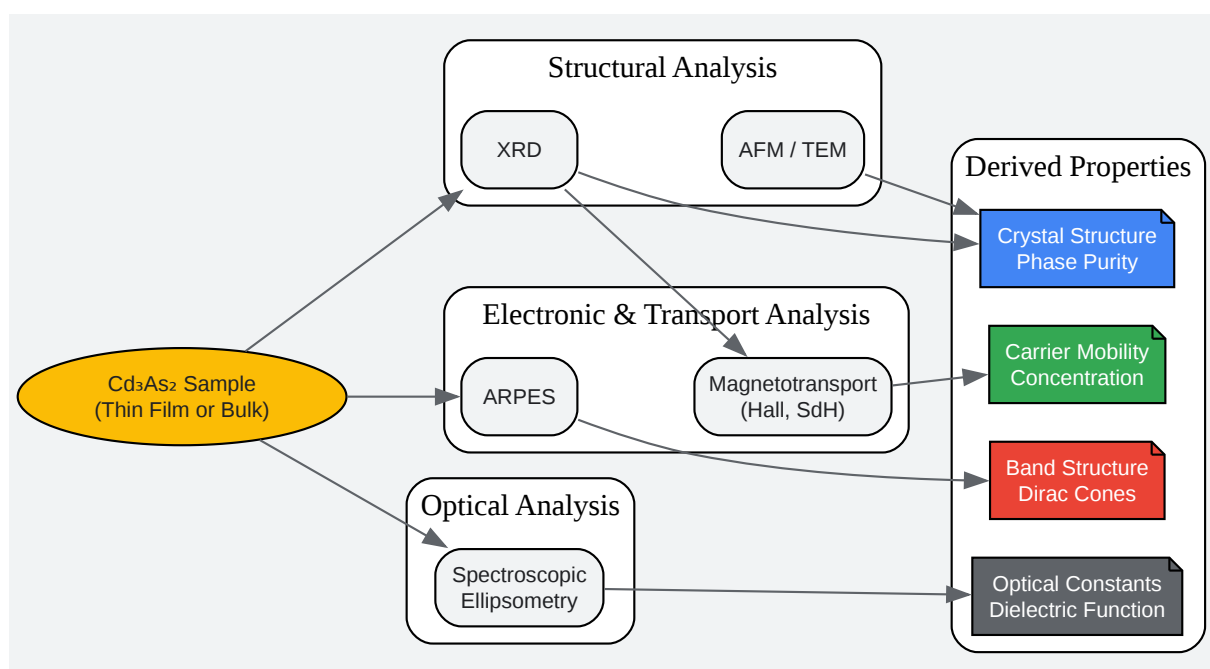 Structural Analysis
XRD
AFM / TEM
Derived Properties
Crystal Structure
Phase Purity
Electronic & Transport Analysis
Carrier Mobility
Concentration
Cd₃As₂ Sample
(Thin Film or Bulk)
ARPES
Magnetotransport
(Hall, SdH)
Band Structure
Dirac Cones
Optical Analysis
Spectroscopic
Ellipsometry
Optical Constants
Dielectric Function